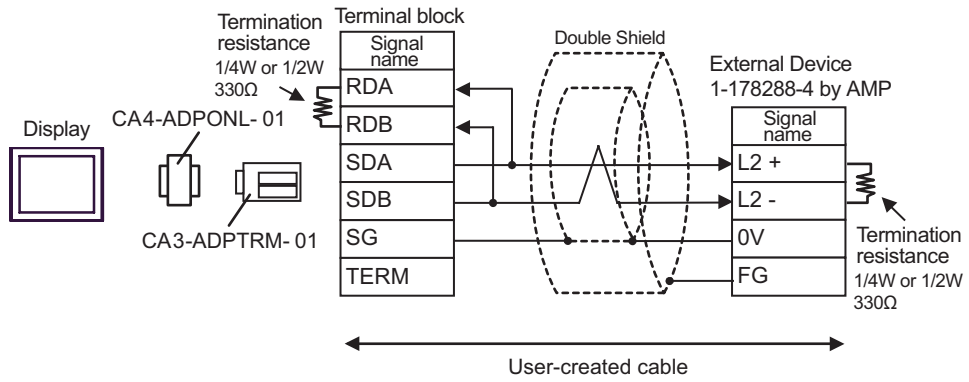 Termination
resistance
1/4W or 1/2W
330Ω
Terminal block
Signal
name
RDA
RDB
SDA
SDB
SG
TERM
Double Shield
External Device
1-178288-4 by AMP
Signal
name
L2 +
L2 -
0V
FG
Display
CA4-ADPONL- 01
CA3-ADPTRM- 01
Termination
resistance
1/4W or 1/2W
330Ω
User-created cable